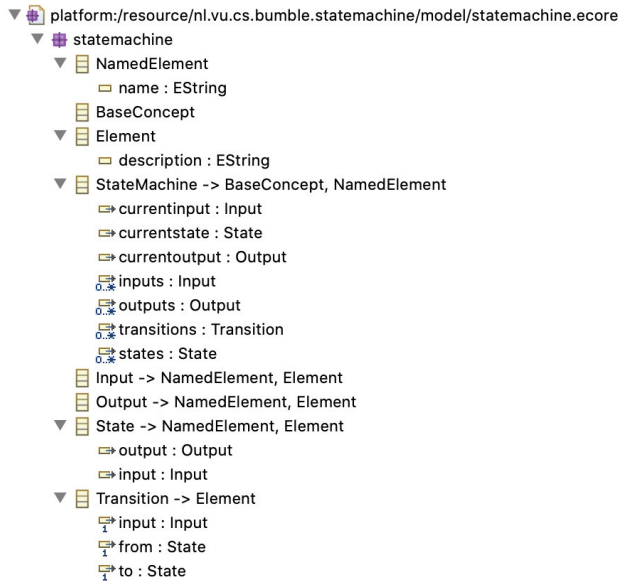 platform:/resource/nl.vu.cs.bumble.statemachine/model/statemachine.ecore
statemachine
NamedElement
name : EString
BaseConcept
Element
description : EString
StateMachine -> BaseConcept, NamedElement
currentinput : Input
currentstate : State
currentoutput : Output
0..* inputs : Input
0..* outputs : Output
0..* transitions : Transition
0..* states : State
Input -> NamedElement, Element
Output -> NamedElement, Element
State -> NamedElement, Element
output : Output
input : Input
Transition -> Element
1 input : Input
1 from : State
1 to : State